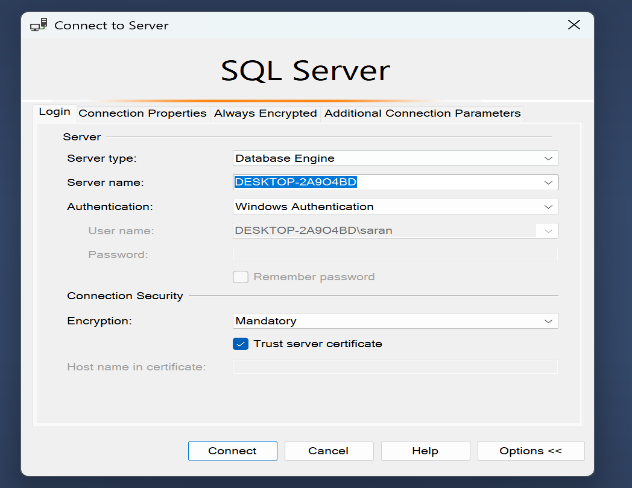 Connect to Server
SQL Server
Login Connection Properties Always Encrypted Additional Connection Parameters
Server
Server type: Database Engine
Server name: DESKTOP-2A9O4BD
Authentication: Windows Authentication
User name: DESKTOP-2A9O4BD\saran
Password:
Remember password
Connection Security
Encryption: Mandatory
Trust server certificate
Host name in certificate:
Connect Cancel Help Options <<